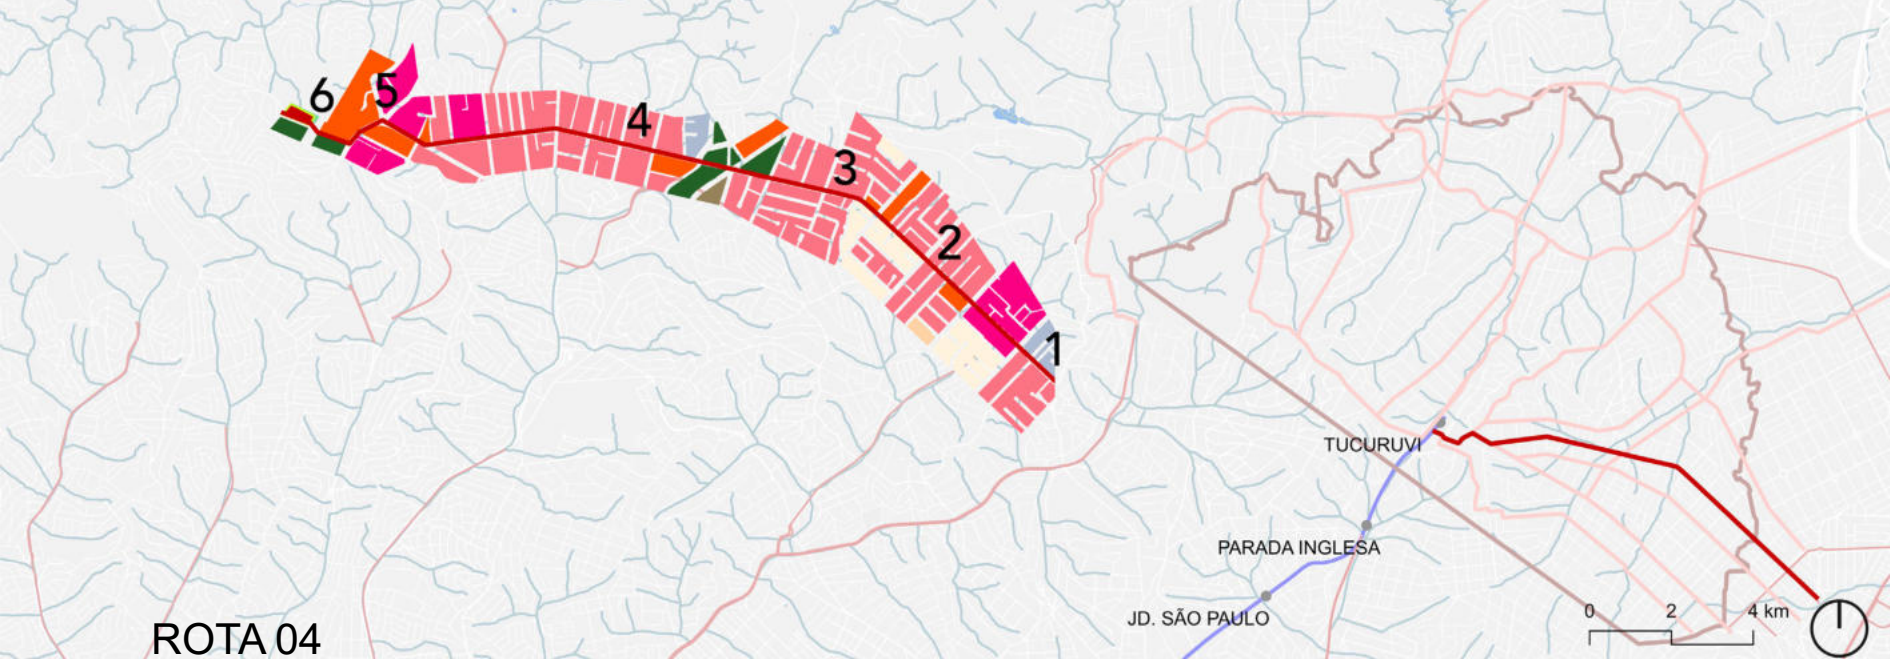 6
5
4
3
2
1
TUCURUVI
PARADA INGLESA
JD. SÃO PAULO
0 2 4 km
ROTA 04